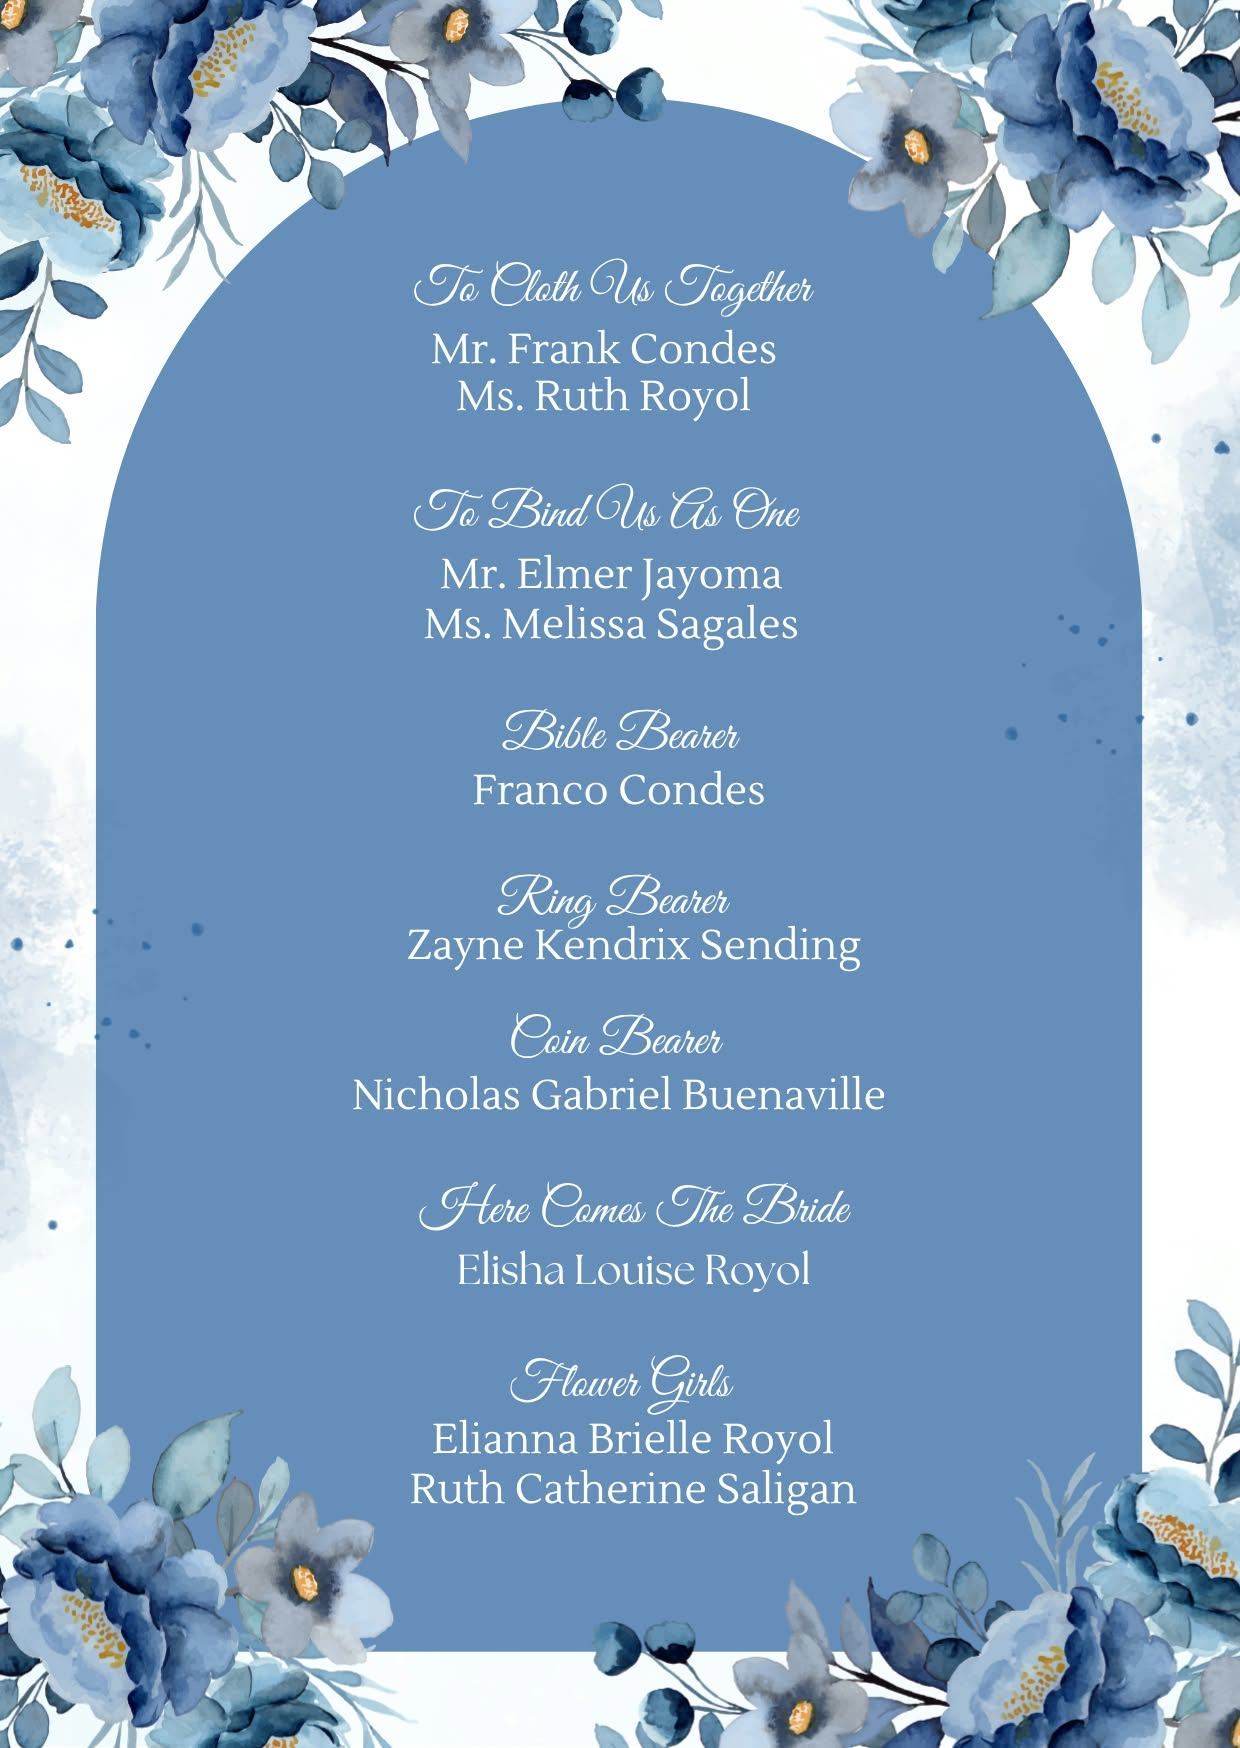 To Cloth Us Together
Mr. Frank Condes
Ms. Ruth Royol
To Bind Us As One
Mr. Elmer Jayoma
Ms. Melissa Sagales
Bible Bearer
Franco Condes
Ring Bearer
Zayne Kendrix Sending
Coin Bearer
Nicholas Gabriel Buenaville
Here Comes The Bride
Elisha Louise Royol
Flower Girls
Elianna Brielle Royol
Ruth Catherine Saligan